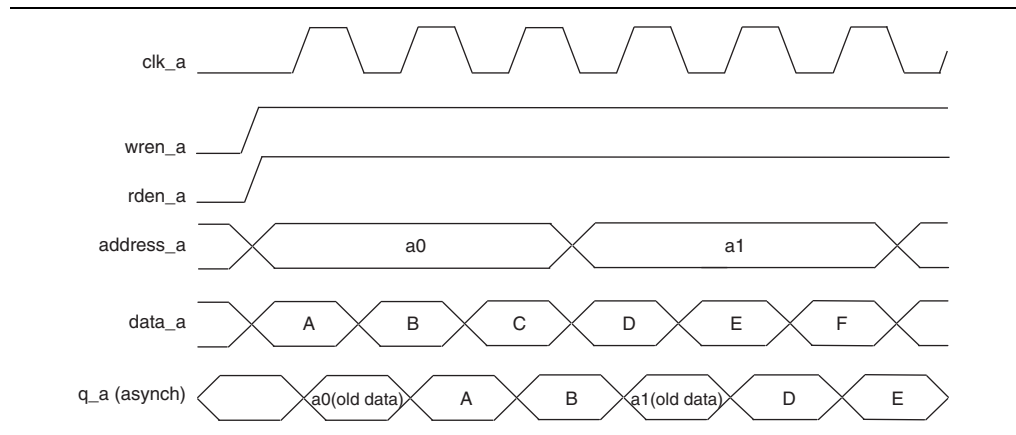 clk_a
wren_a
rden_a
address_a a0 a1
data_a A B C D E F
q_a (asynch) a0(old data) A B a1(old data) D E